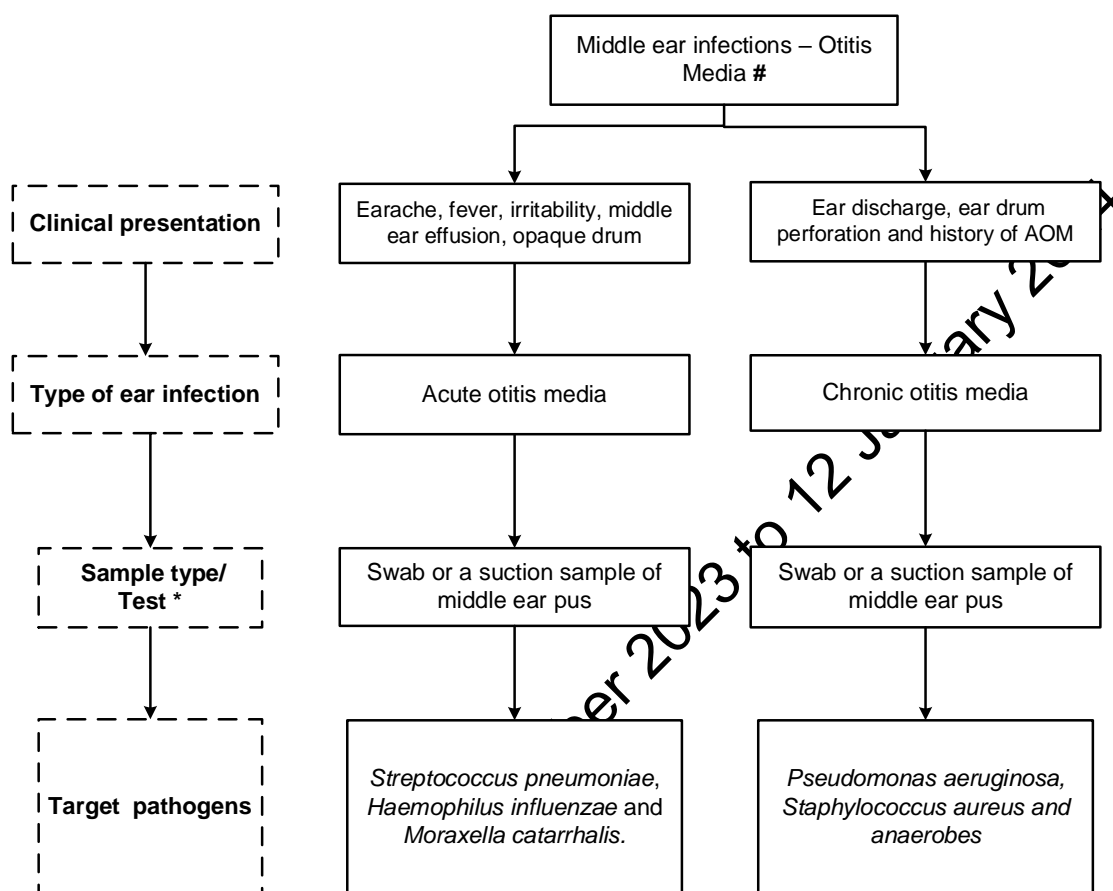 Middle ear infections – Otitis
Media #
Clinical presentation
Earache, fever, irritability, middle
ear effusion, opaque drum
Ear discharge, ear drum
perforation and history of AOM
Type of ear infection
Acute otitis media
Chronic otitis media
Sample type/
Test *
Swab or a suction sample of
middle ear pus
Swab or a suction sample of
middle ear pus
Target pathogens
Streptococcus pneumoniae,
Haemophilus influenzae and
Moraxella catarrhalis.
Pseudomonas aeruginosa,
Staphylococcus aureus and
anaerobes
2023 to 12